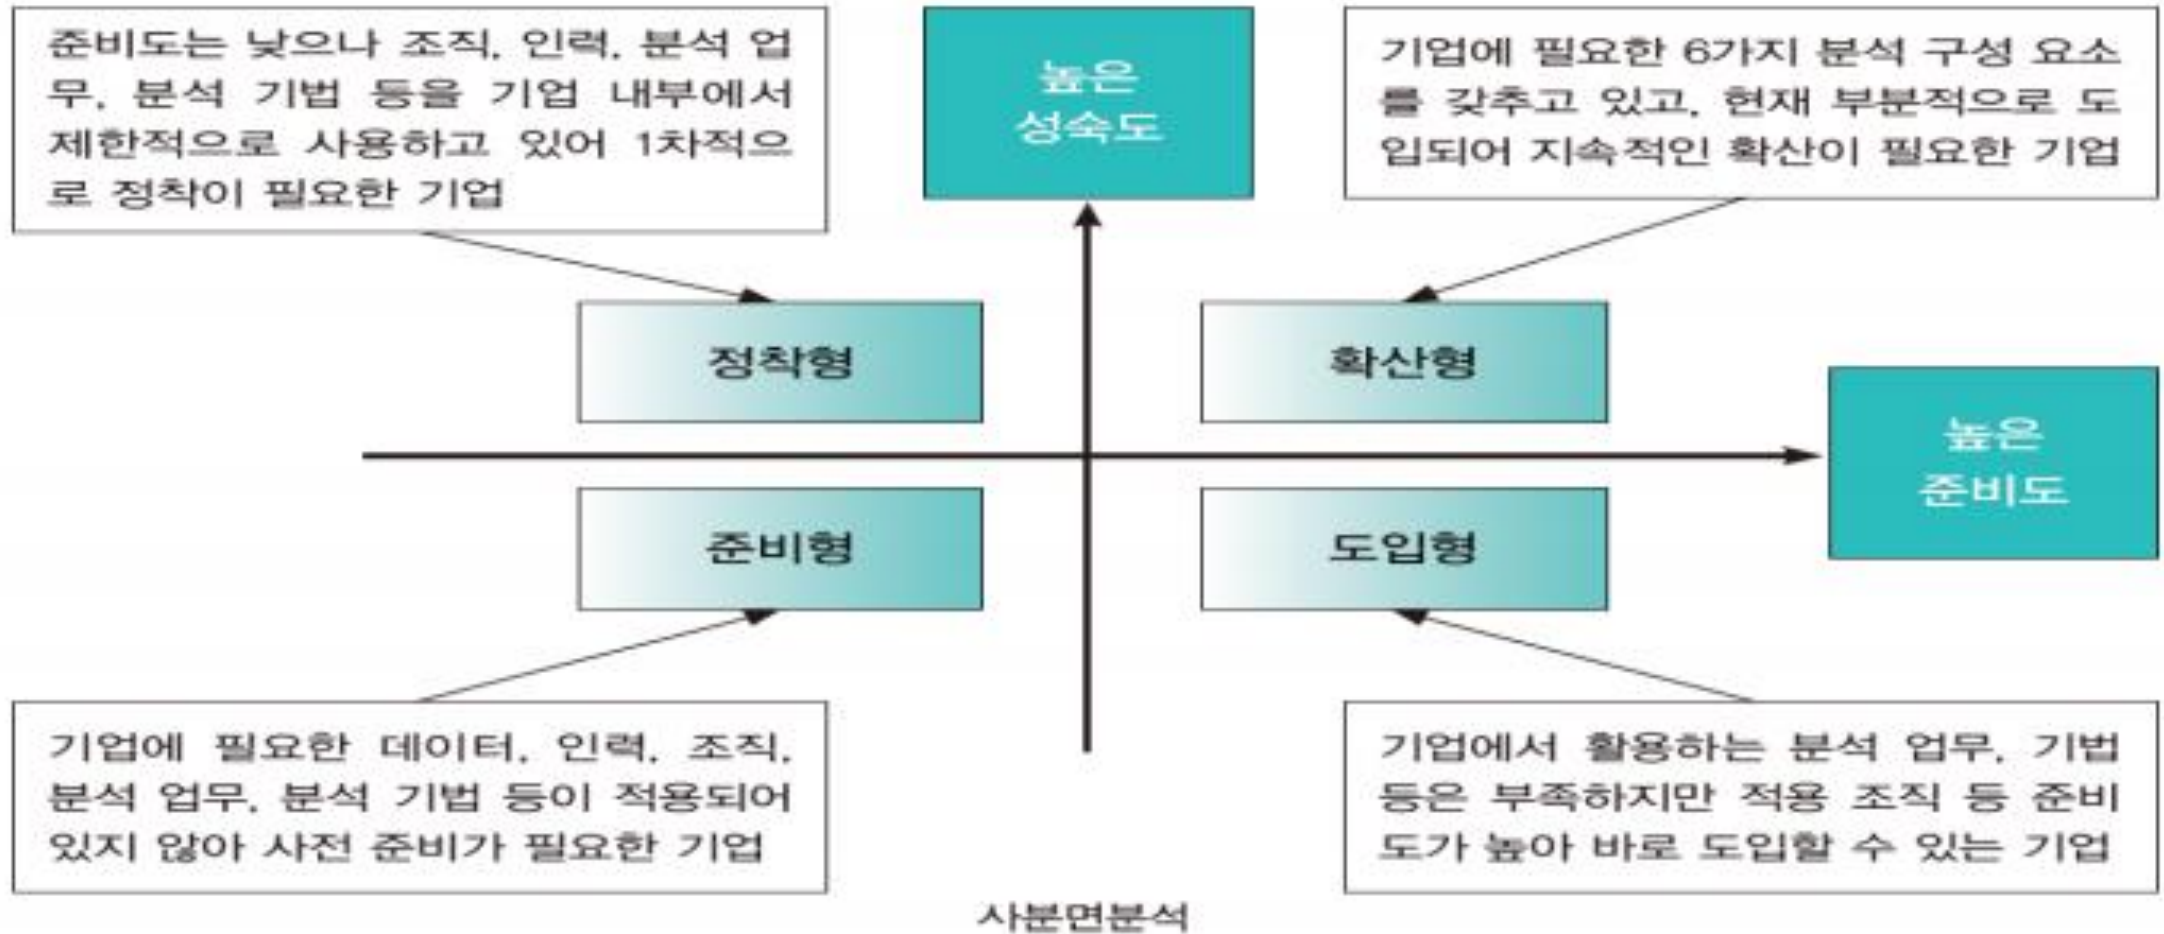 준비도는 낮으나 조직, 인력, 분석 업
무, 분석 기법 등을 기업 내부에서
제한적으로 사용하고 있어 1차적으
로 정착이 필요한 기업
높은
성숙도
기업에 필요한 6가지 분석 구성 요소
를 갖추고 있고, 현재 부분적으로 도
입되어 지속적인 확산이 필요한 기업
정착형
확산형
높은
준비도
준비형
도입형
기업에 필요한 데이터, 인력, 조직,
분석 업무, 분석 기법 등이 적용되어
있지 않아 사전 준비가 필요한 기업
기업에서 활용하는 분석 업무, 기법
등은 부족하지만 적용 조직 등 준비
도가 높아 바로 도입할 수 있는 기업
사분면분석